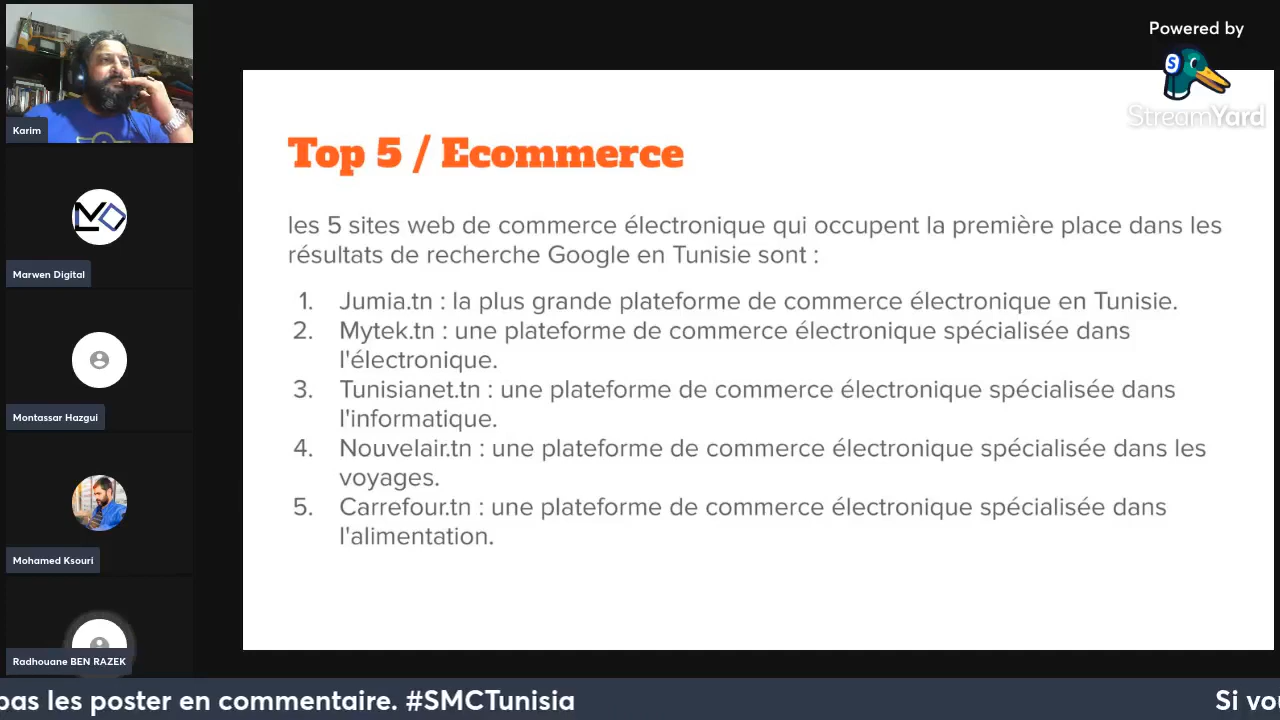 Powered by
StreamYard
Karim
Marwen Digital
Montassar Hazgui
Mohamed Ksouri
Radhouane BEN RAZEK
Top 5 / Ecommerce
les 5 sites web de commerce électronique qui occupent la première place dans les
résultats de recherche Google en Tunisie sont :
1. Jumia.tn : la plus grande plateforme de commerce électronique en Tunisie.
2. Mytek.tn : une plateforme de commerce électronique spécialisée dans
l'électronique.
3. Tunisianet.tn : une plateforme de commerce électronique spécialisée dans
l'informatique.
4. Nouvelair.tn : une plateforme de commerce électronique spécialisée dans les
voyages.
5. Carrefour.tn : une plateforme de commerce électronique spécialisée dans
l'alimentation.
pas les poster en commentaire. #SMCTunisia
Si